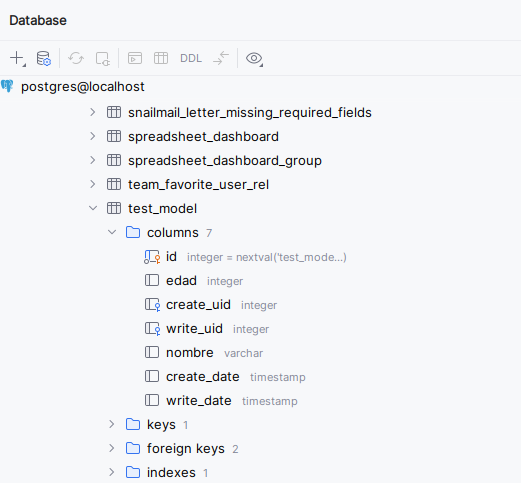 Database
DDL
postgres@localhost
snailmail_letter_missing_required_fields
spreadsheet_dashboard
spreadsheet_dashboard_group
team_favorite_user_rel
test_model
columns 7
id integer = nextval('test_mode...)
edad integer
create_uid integer
write_uid integer
nombre varchar
create_date timestamp
write_date timestamp
keys 1
foreign keys 2
indexes 1